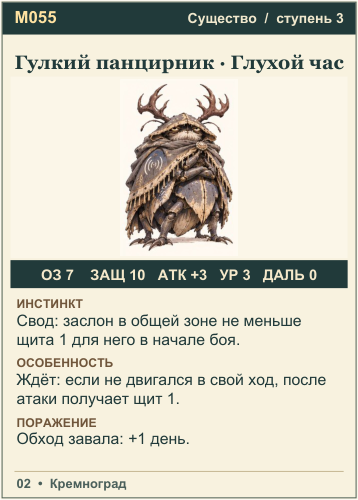 M055
Существо / ступень 3
Гулкий панцирник · Глухой час
ОЗ 7 ЗАЩ 10 АТК +3 УР 3 ДАЛЬ 0
ИНСТИНКТ
Свод: заслон в общей зоне не меньше
щита 1 для него в начале боя.
ОСОБЕННОСТЬ
Ждёт: если не двигался в свой ход, после
атаки получает щит 1.
ПОРАЖЕНИЕ
Обход завала: +1 день.
02 • Кремноград